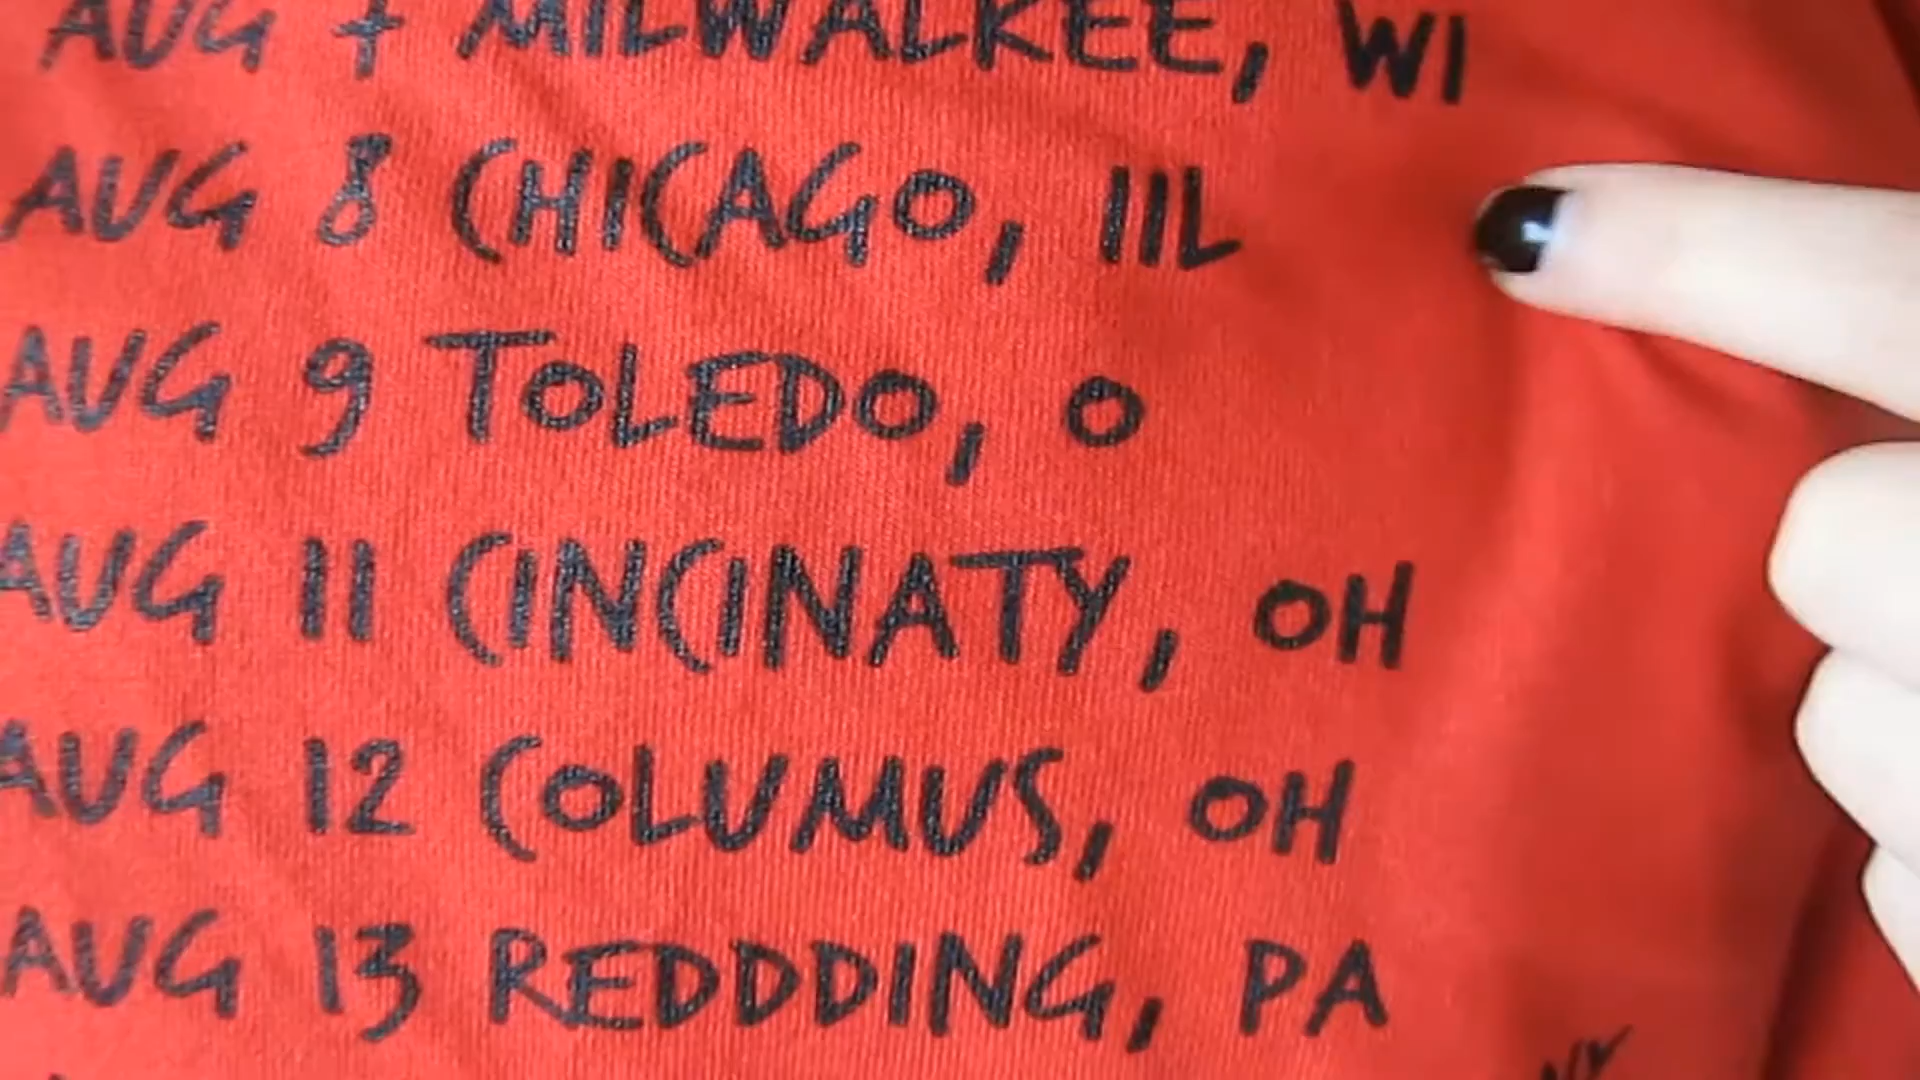 AUG MILWALKEE, WI
AUG 8 CHICAGO, IIL
AUG 9 TOLEDO, O
AUG 11 CINCINATY, OH
AUG 12 COLUMUS, OH
AUG 13 REDDDING, PA